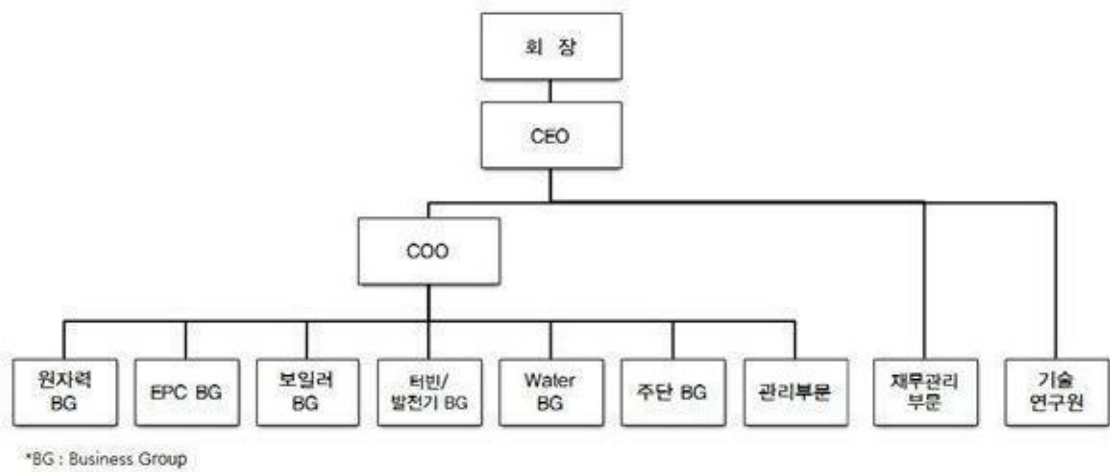 회 장
CEO
COO
원자력
BG
EPC BG
보일러
BG
터빈/
발전기 BG
Water
BG
주단 BG
관리부문
재무관리
부문
기술
연구원
*BG : Business Group